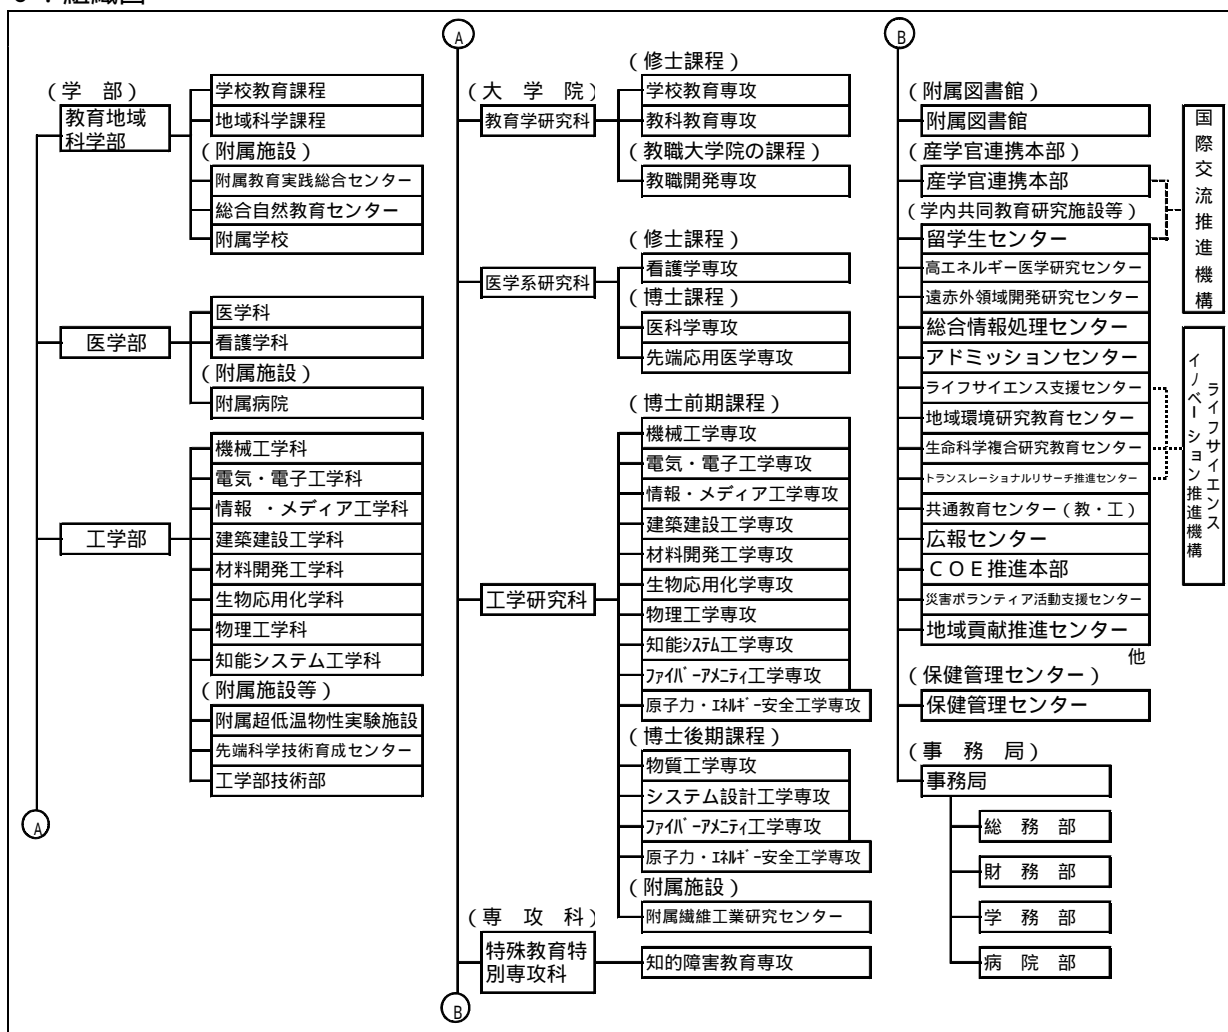 A
(学　部)
教育地域
科学部
学校教育課程
地域科学課程
(附属施設)
附属教育実践総合センター
総合自然教育センター
附属学校
医学部
医学科
看護学科
(附属施設)
附属病院
工学部
機械工学科
電気・電子工学科
情報 ・メディア工学科
建築建設工学科
材料開発工学科
生物応用化学科
物理工学科
知能システム工学科
(附属施設等)
附属超低温物性実験施設
先端科学技術育成センター
工学部技術部
A
(大　学　院)
教育学研究科
(修士課程)
学校教育専攻
教科教育専攻
(教職大学院の課程)
教職開発専攻
医学系研究科
(修士課程)
看護学専攻
(博士課程)
医科学専攻
先端応用医学専攻
工学研究科
(博士前期課程)
機械工学専攻
電気・電子工学専攻
情報・メディア工学専攻
建築建設工学専攻
材料開発工学専攻
生物応用化学専攻
物理工学専攻
知能ｼｽﾃﾑ工学専攻
ﾌｧｲﾊﾞｰｱﾒﾆﾃｨ工学専攻
原子力・ｴﾈﾙｷﾞｰ安全工学専攻
(博士後期課程)
物質工学専攻
システム設計工学専攻
ﾌｧｲﾊﾞｰｱﾒﾆﾃｨ工学専攻
原子力・ｴﾈﾙｷﾞｰ安全工学専攻
(附属施設)
附属繊維工業研究センター
(専　攻　科)
特殊教育特
別専攻科
知的障害教育専攻
B
B
(附属図書館)
附属図書館
(産学官連携本部)
産学官連携本部
(学内共同教育研究施設等)
留学生センター
高エネルギー医学研究センター
遠赤外領域開発研究センター
総合情報処理センター
アドミッションセンター
ライフサイエンス支援センター
地域環境研究教育センター
生命科学複合研究教育センター
トランスレーショナルリサーチ推進センター
共通教育センター(教・工)
広報センター
ＣＯＥ推進本部
災害ボランティア活動支援センター
地域貢献推進センター
他
(保健管理センター)
保健管理センター
(事　務　局)
事務局
総　務　部
財　務　部
学　務　部
病　院　部
国際交流推進機構
ライフサイエンス
イノベーション推進機構